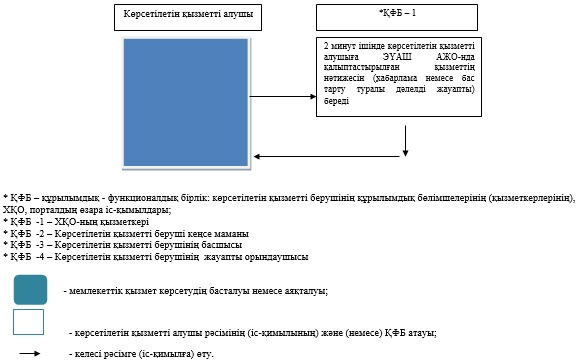 Көрсетілетін қызметті алушы
*ҚФБ – 1
2 минут ішінде көрсетілетін қызметті
алушыға ЭҮАШ АЖО-нда
қалыптастырылған қызметтің
нәтижесін (хабарлама немесе бас
тарту туралы дәлелді жауапты)
береді
* ҚФБ – құрылымдық - функционалдық бірлік: көрсетілетін қызметті берушінің құрылымдық бөлімшелерінің (қызметкерлерінің),
ХҚО, порталдың өзара іс-қимылдары;
* ҚФБ -1 – ХҚО-ның қызметкері
* ҚФБ -2 – Көрсетілетін қызметті беруші кеңсе маманы
* ҚФБ -3 – Көрсетілетін қызметті берушінің басшысы
* ҚФБ -4 – Көрсетілетін қызметті берушінің жауапты орындаушысы
- мемлекеттік қызмет көрсетудің басталуы немесе аяқталуы;
- көрсетілетін қызметті алушы рәсімінің (іс-қимылының) және (немесе) ҚФБ атауы;
- келесі рәсімге (іс-қимылға) өту.